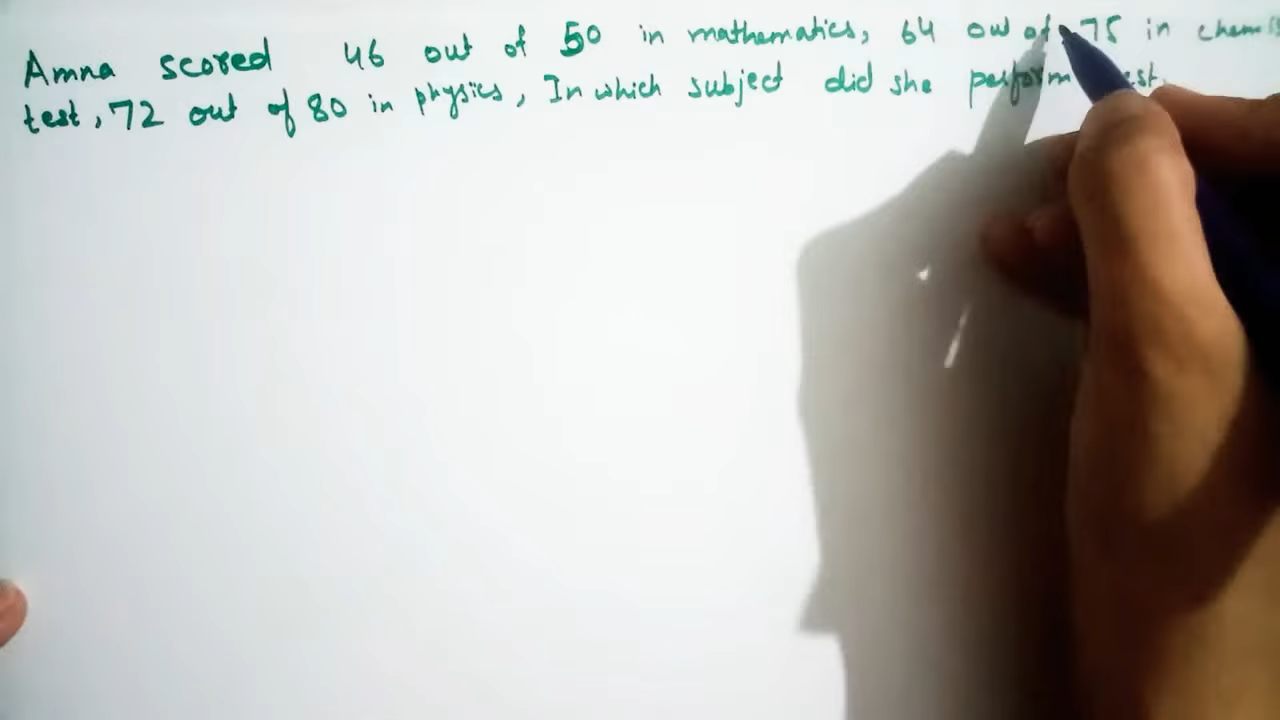 Amna scored 46 out of 50 in mathematics, 64 out of 75 in
test, 72 out of 80 in physics, In which subject did she perform